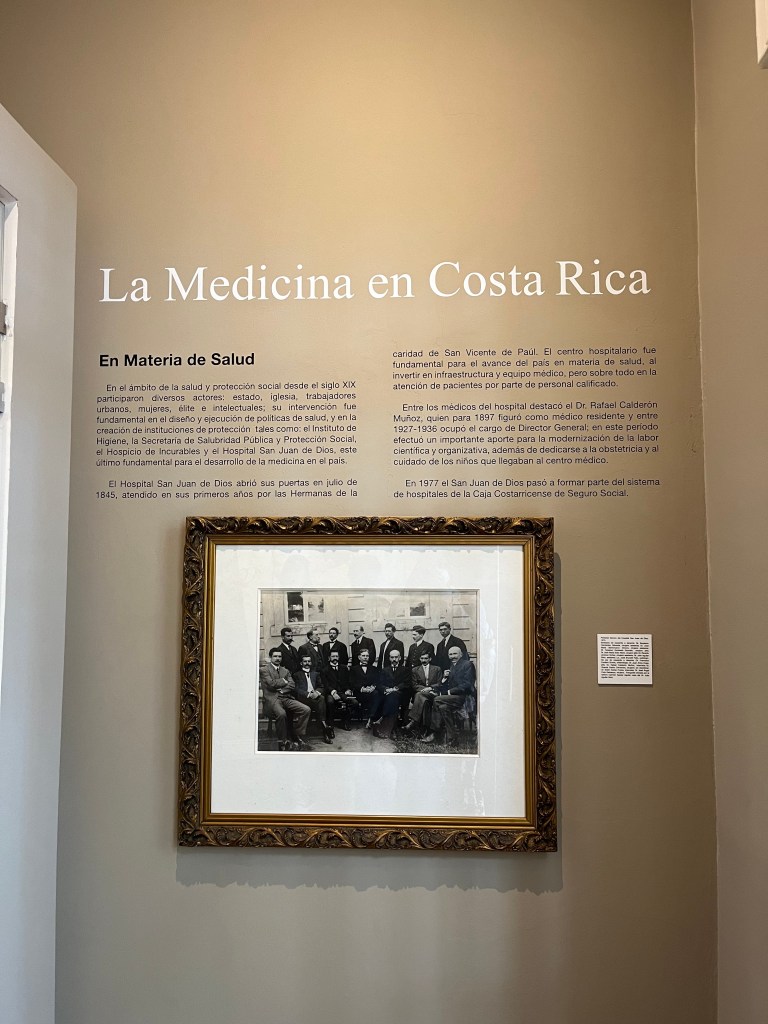 La Medicina en Costa Rica
En Materia de Salud
En el ámbito de la salud y protección social desde el siglo XIX
participaron diversos actores: estado, iglesia, trabajadores
urbanos, mujeres, élite e intelectuales; su intervención fue
fundamental en el diseño y ejecución de políticas de salud, y en la
creación de instituciones de protección tales como: el Instituto de
Higiene, la Secretaría de Salubridad Pública y Protección Social,
el Hospicio de Incurables y el Hospital San Juan de Dios, este
último fundamental para el desarrollo de la medicina en el país.
El Hospital San Juan de Dios abrió sus puertas en julio de
1845, atendido en sus primeros años por las Hermanas de la
caridad de San Vicente de Paúl. El centro hospitalario fue
fundamental para el avance del país en materia de salud, al
invertir en infraestructura y equipo médico, pero sobre todo en la
atención de pacientes por parte de personal calificado.
Entre los médicos del hospital destacó el Dr. Rafael Calderón
Muñoz, quien para 1897 figuró como médico residente y entre
1927-1936 ocupó el cargo de Director General; en este periodo
efectuó un importante aporte para la modernización de la labor
científica y organizativa, además de dedicarse a la obstetricia y al
cuidado de los niños que llegaban al centro médico.
En 1977 el San Juan de Dios pasó a formar parte del sistema
de hospitales de la Caja Costarricense de Seguro Social.